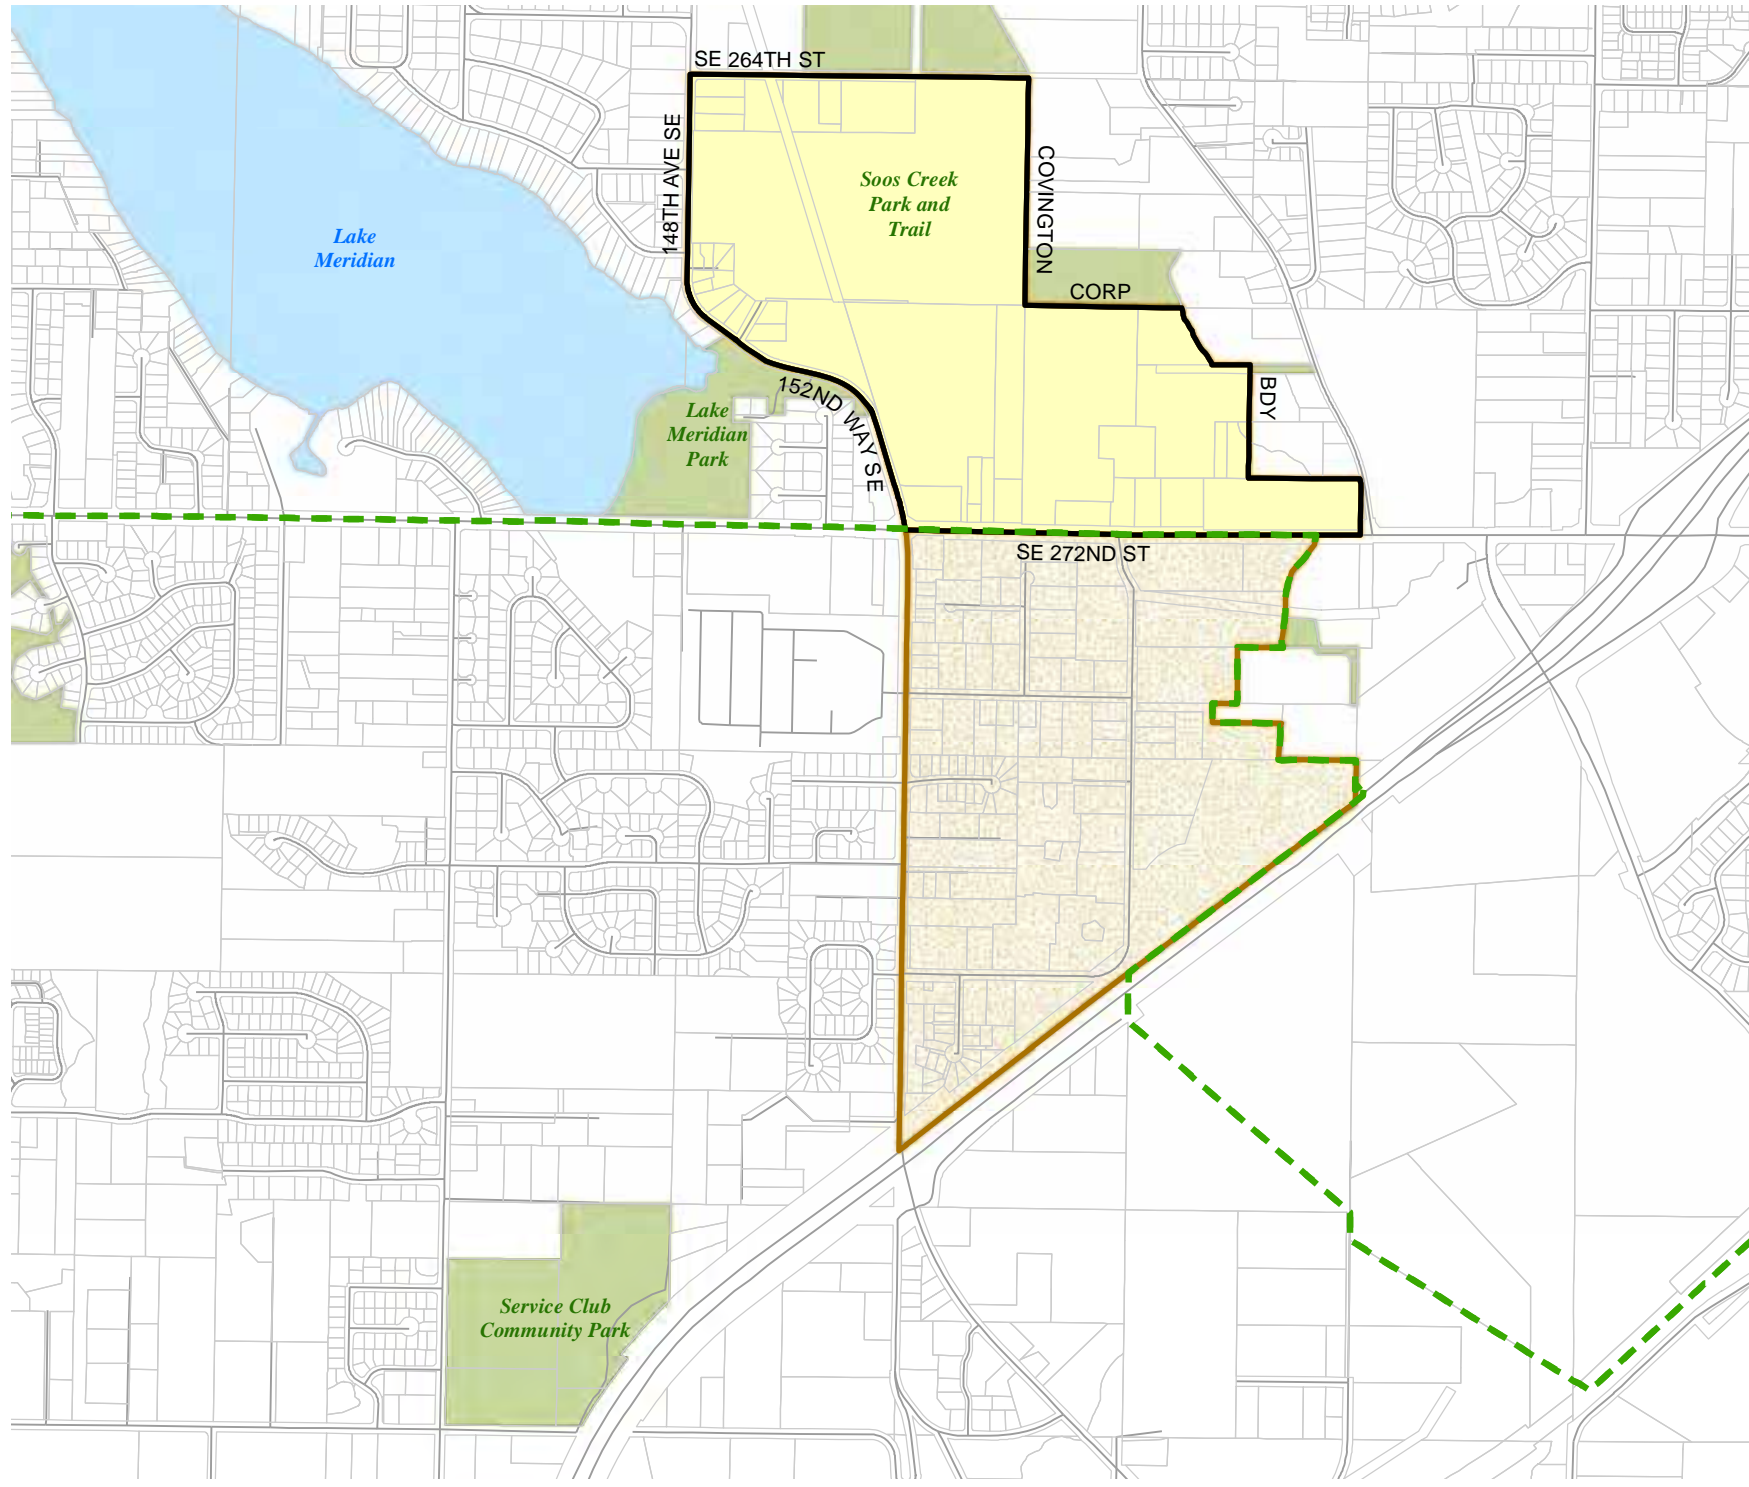 SE 264TH ST
148TH AVE SE
COVINGTON
Soos Creek
Park and
Trail
Lake
Meridian
CORP
BDY
152ND WAY SE
Lake
Meridian
Park
SE 272ND ST
Service Club
Community Park